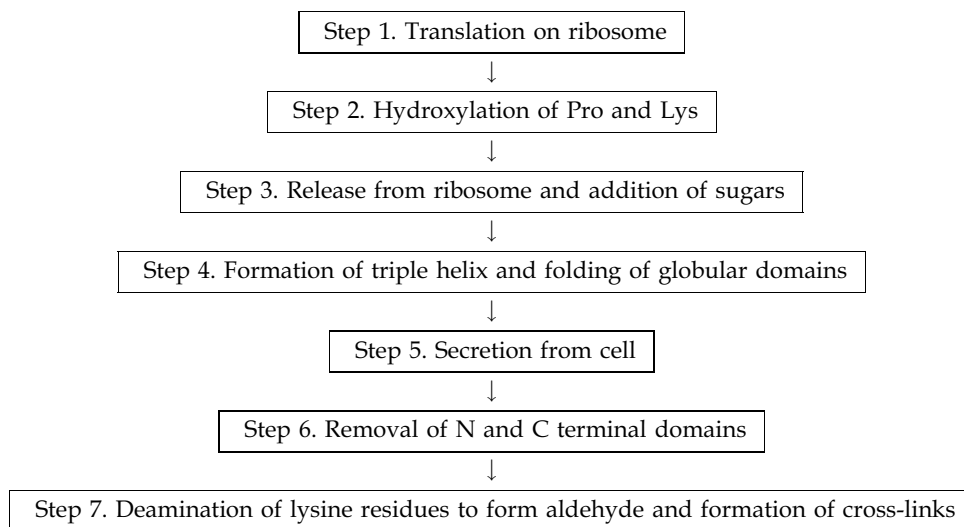 Step 1. Translation on ribosome
↓
Step 2. Hydroxylation of Pro and Lys
↓
Step 3. Release from ribosome and addition of sugars
↓
Step 4. Formation of triple helix and folding of globular domains
↓
Step 5. Secretion from cell
↓
Step 6. Removal of N and C terminal domains
↓
Step 7. Deamination of lysine residues to form aldehyde and formation of cross-links